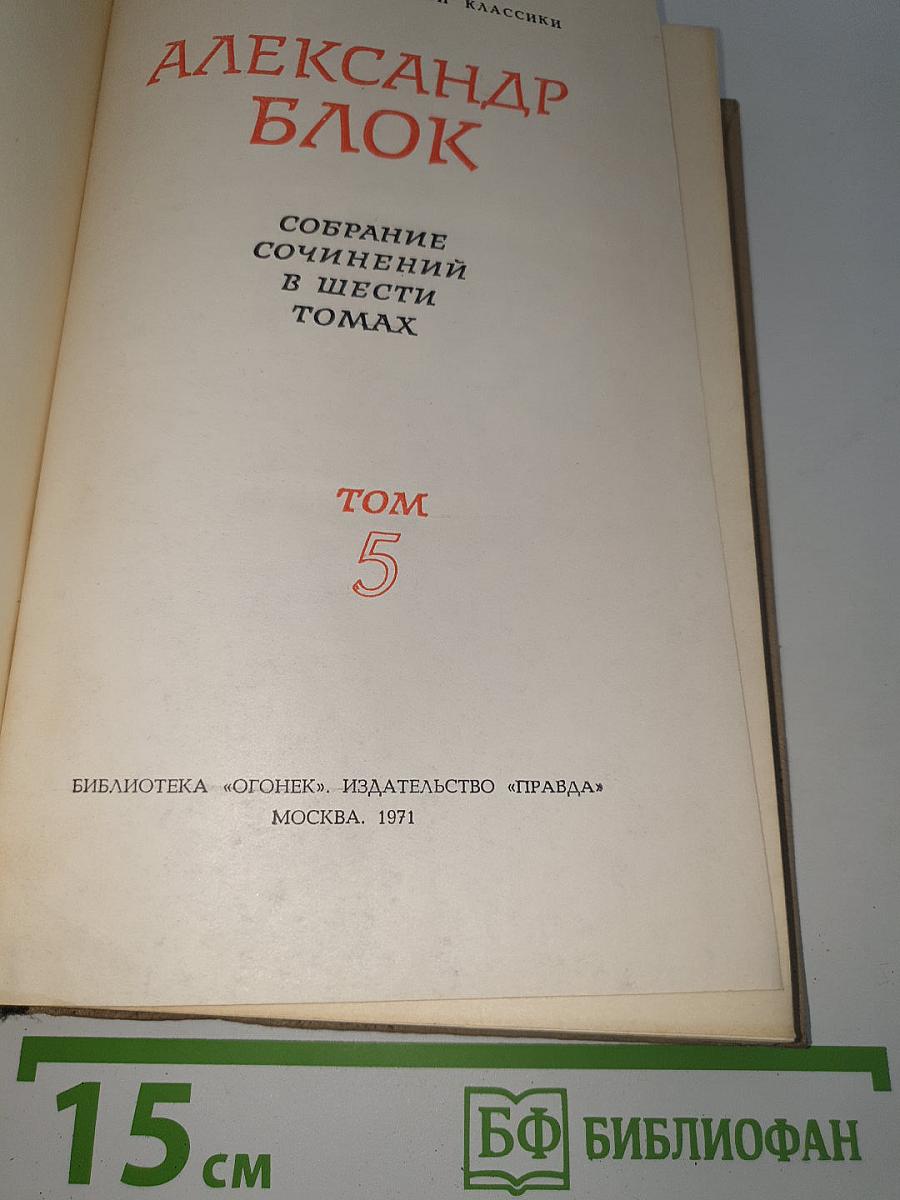 КЛАССИКИ
АЛЕКСАНДР
БЛОК
СОБРАНИЕ
СОЧИНЕНИЙ
В ШЕСТИ
ТОМАХ
ТОМ
5
БИБЛИОТЕКА «ОГОНЕК». ИЗДАТЕЛЬСТВО «ПРАВДА»
МОСКВА. 1971
15 см
БФ БИБЛИОФАН